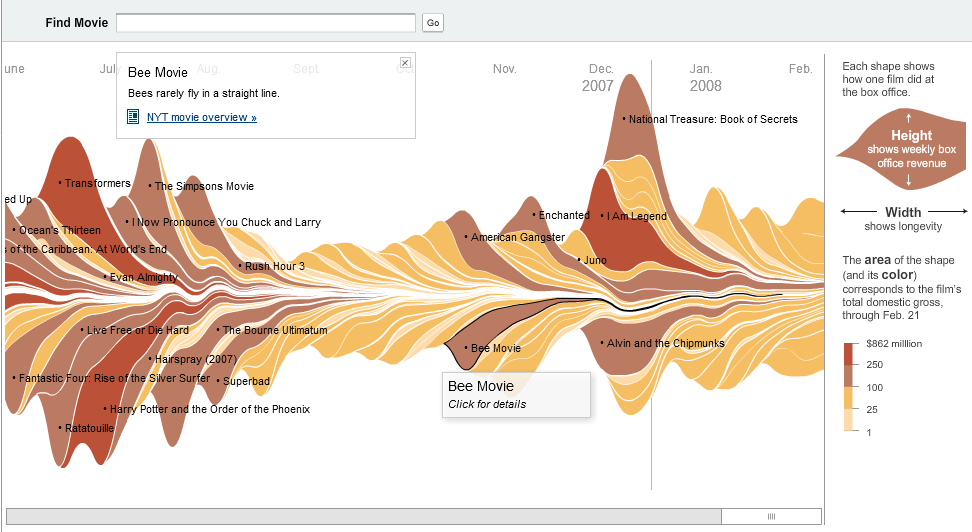 Find Movie
Go
Bee Movie
Bees rarely fly in a straight line.
NYT movie overview »
une
July
Aug.
Sept.
Oct.
Nov.
Dec.
2007
Jan.
2008
Feb.
• National Treasure: Book of Secrets
• Transformers
• The Simpsons Movie
ed Up
• Ocean's Thirteen
• I Now Pronounce You Chuck and Larry
• Enchanted
• I Am Legend
• American Gangster
s of the Caribbean: At World's End
• Juno
• Rush Hour 3
• Evan Almighty
• Live Free or Die Hard
• The Bourne Ultimatum
• Alvin and the Chipmunks
• Bee Movie
• Hairspray (2007)
• Fantastic Four: Rise of the Silver Surfer
• Superbad
• Harry Potter and the Order of the Phoenix
• Ratatouille
Bee Movie
Click for details
Each shape shows
how one film did at
the box office.
Height
shows weekly box
office revenue
Width
shows longevity
The area of the shape
(and its color)
corresponds to the film's
total domestic gross,
through Feb. 21
$862 million
250
100
25
1